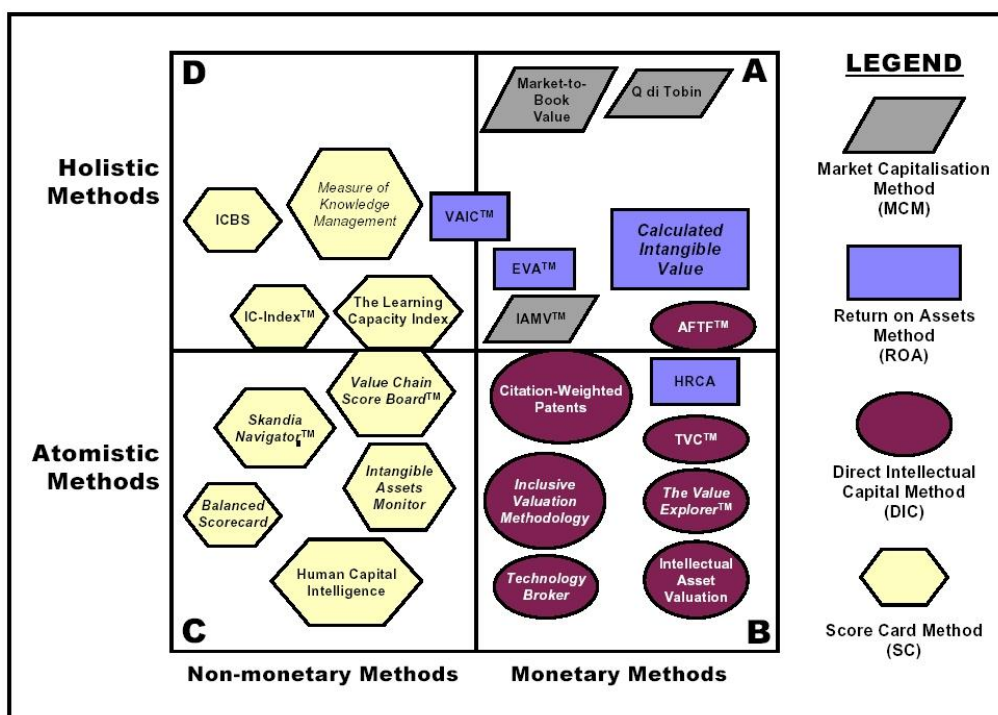 D
A
LEGEND
Market-to-
Book
Value
Q di Tobin
Market Capitalisation
Method
(MCM)
Holistic
Methods
Measure of
Knowledge
Management
ICBS
VAIC™
Calculated
Intangible
Value
EVA™
IC-Index™
The Learning
Capacity Index
IAMV™
AFTF™
Return on Assets
Method
(ROA)
Atomistic
Methods
Value Chain
Score Board™
Skandia
Navigator™
Intangible
Assets
Monitor
Balanced
Scorecard
Human Capital
Intelligence
Citation-Weighted
Patents
HRCA
TVC™
Inclusive
Valuation
Methodology
The Value
Explorer™
Technology
Broker
Intellectual
Asset
Valuation
Direct Intellectual
Capital Method
(DIC)
C
B
Score Card Method
(SC)
Non-monetary Methods
Monetary Methods